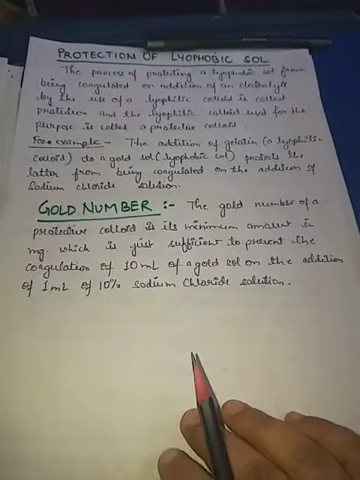 PROTECTION OF LYOPHOBIC SOL
The process of protecting a lyophobic sol from
being coagulated on addition of an electrolyte
by the use of a lyophilic colloid is called
protection and the lyophilic colloid used for the
purpose is called a protective colloid.
For example- The addition of gelatin (a lyophilic
colloid) to a gold sol (lyophobic sol) protects the
latter from being coagulated on the addition of
Sodium chloride solution.
GOLD NUMBER :- The gold number of a
protective colloid is its minimum amount in
mg. which is just sufficient to prevent the
coagulation of 10 mL of a gold sol on the addition
of 1 mL of 10% sodium chloride solution.